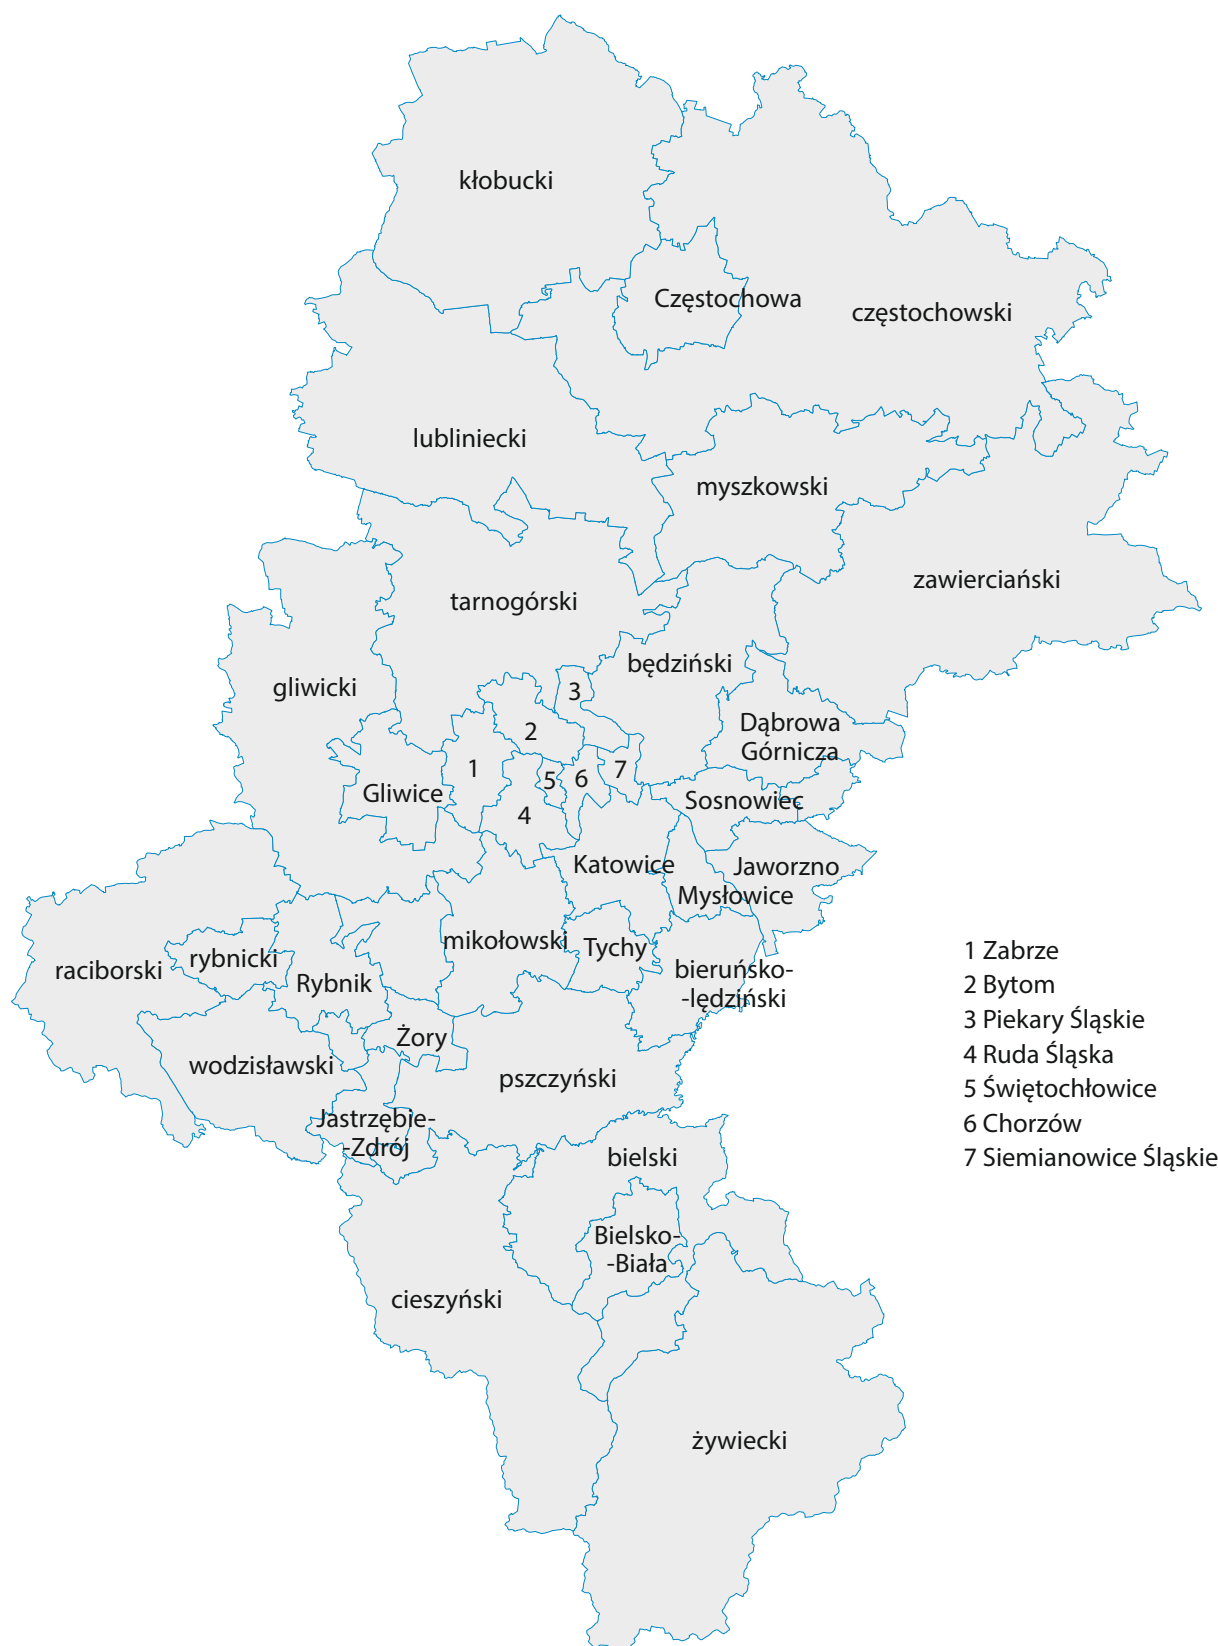 kłobucki
Częstochowa
częstochowski
lubliniecki
myszkowski
zawierciański
tarnogórski
będziński
gliwicki
3
2
Dąbrowa
Górnicza
1
7
6
5
Gliwice
Sosnowiec
4
Katowice
Jaworzno
Mysłowice
mikołowski
Tychy
rybnicki
raciborski
Rybnik
bieruńsko-
-lędziński
Żory
wodzisławski
pszczyński
Jastrzębie-
-Zdrój
bielski
Bielsko-
-Biała
cieszyński
żywiecki
1 Zabrze
2 Bytom
3 Piekary Śląskie
4 Ruda Śląska
5 Świętochłowice
6 Chorzów
7 Siemianowice Śląskie